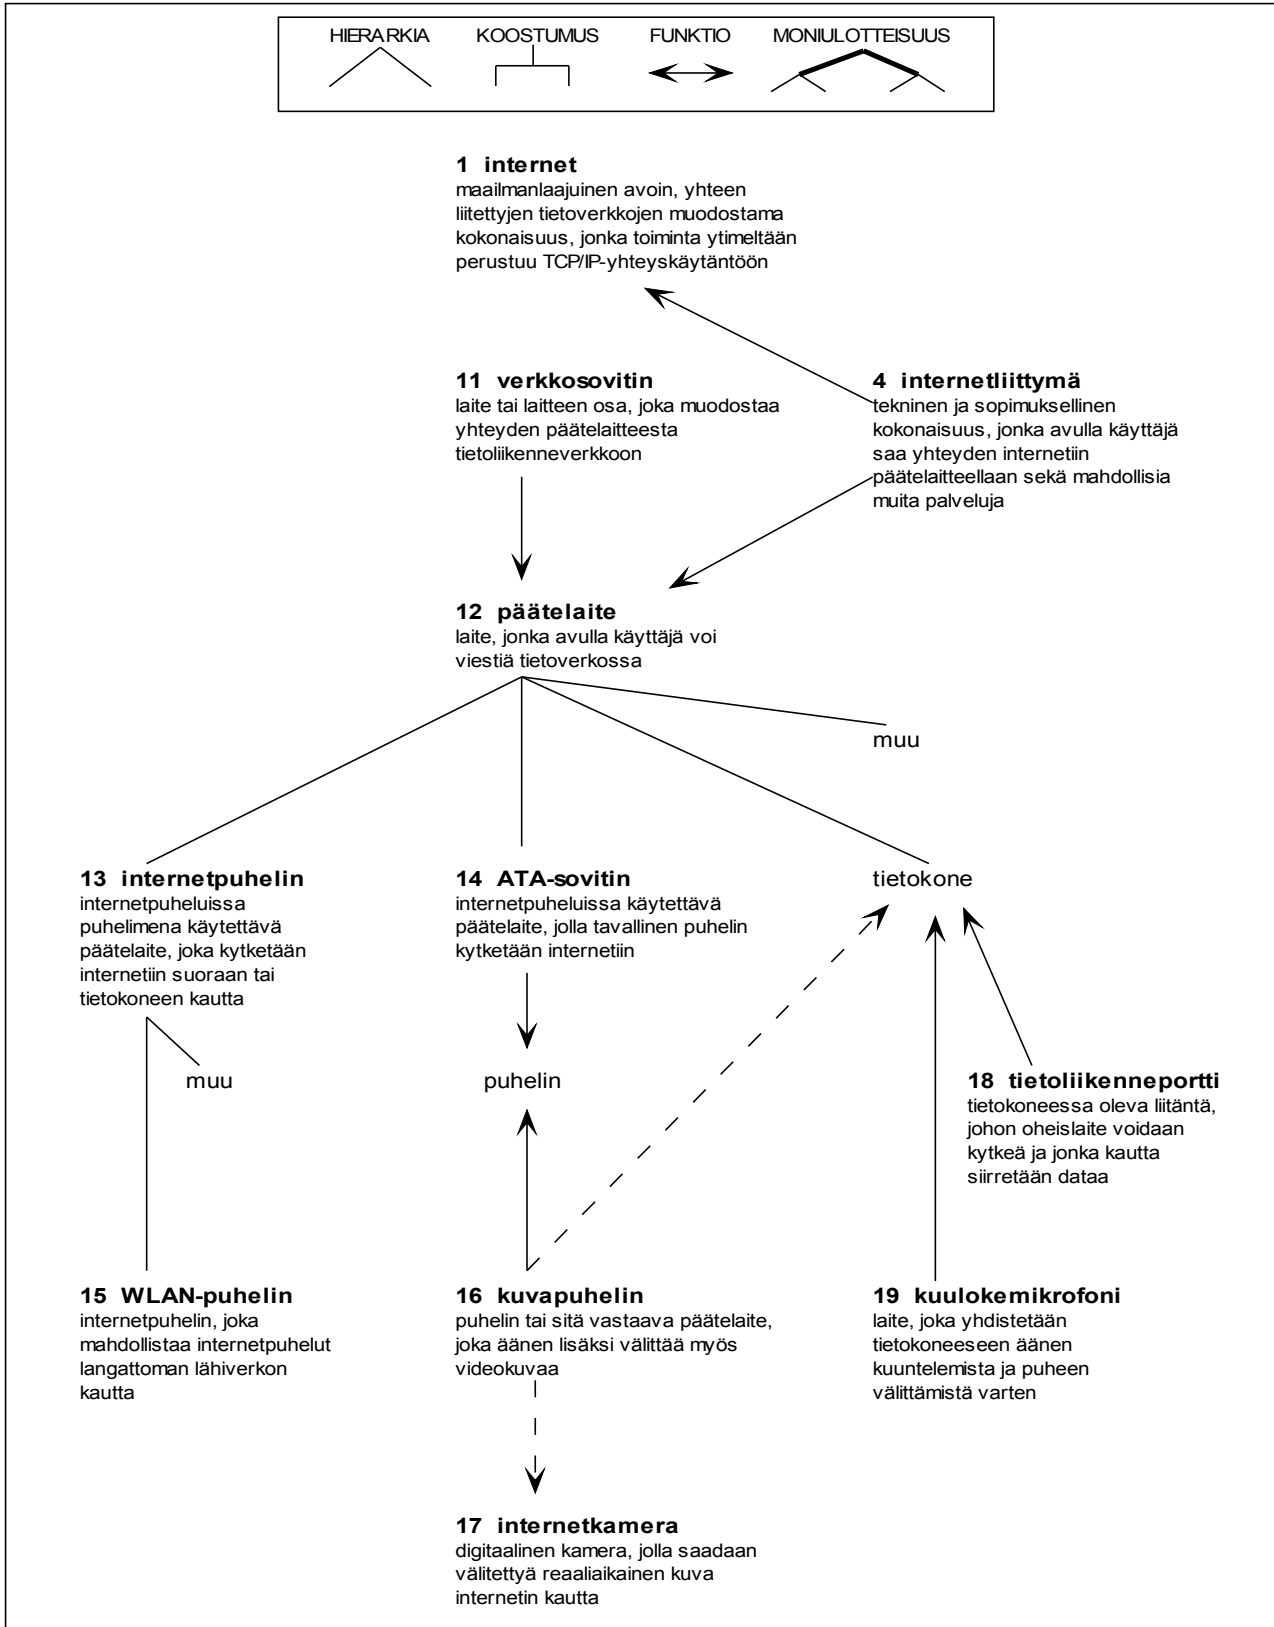 HIERARKIA KOOSTUMUS FUNKTIO MONIULOTTEISUUS
1 internet
maailmanlaajuinen avoin, yhteen
liitettyjen tietoverkkojen muodostama
kokonaisuus, jonka toiminta ytimeltään
perustuu TCP/IP-yhteyskäytäntöön
11 verkkosovitin
laite tai laitteen osa, joka muodostaa
yhteyden päätelaitteesta
tietoliikenneverkkoon
4 internetliittymä
tekninen ja sopimuksellinen
kokonaisuus, jonka avulla käyttäjä
saa yhteyden internetiin
päätelaitteellaan sekä mahdollisia
muita palveluja
12 päätelaite
laite, jonka avulla käyttäjä voi
viestiä tietoverkossa
muu
13 internetpuhelin
internetpuheluissa
puhelimena käytettävä
päätelaite, joka kytketään
internetiin suoraan tai
tietokoneen kautta
14 ATA-sovitin
internetpuheluissa käytettävä
päätelaite, jolla tavallinen puhelin
kytketään internetiin
tietokone
muu
puhelin
18 tietoliikenneportti
tietokoneessa oleva liitäntä,
johon oheislaite voidaan
kytkeä ja jonka kautta
siirretään dataa
15 WLAN-puhelin
internetpuhelin, joka
mahdollistaa internetpuhelut
langattoman lähiverkon
kautta
16 kuvapuhelin
puhelin tai sitä vastaava päätelaite,
joka äänen lisäksi välittää myös
videokuvaa
19 kuulokemikrofoni
laite, joka yhdistetään
tietokoneeseen äänen
kuuntelemista ja puheen
välittämistä varten
17 internetkamera
digitaalinen kamera, jolla saadaan
välitettyä reaaliaikainen kuva
internetin kautta